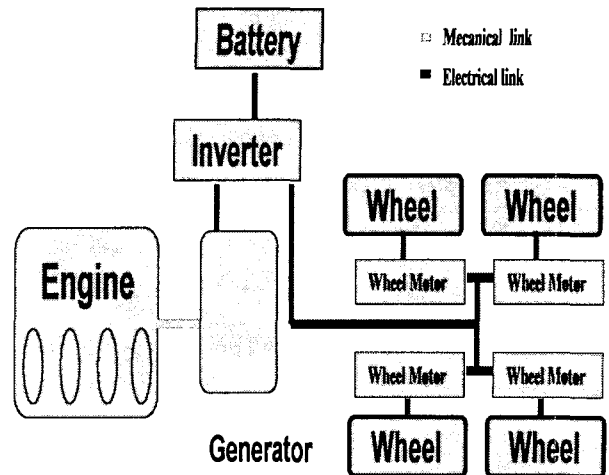 Battery
Mecanical link
Electrical link
Inverter
Wheel
Wheel
Engine
Wheel Motor
Wheel Motor
Wheel Motor
Wheel Motor
Generator
Wheel
Wheel